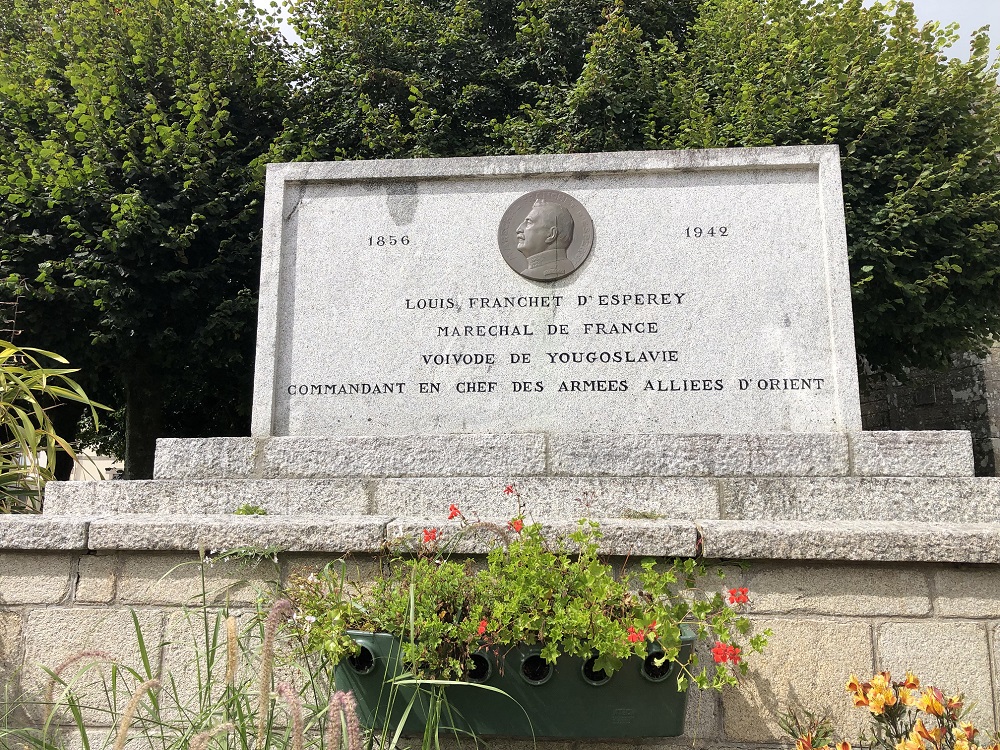 1856 1942
LOUIS FRANCHET D'ESPEREY
MARECHAL DE FRANCE
VOIVODE DE YOUGOSLAVIE
COMMANDANT EN CHEF DES ARMEES ALLIEES D'ORIENT